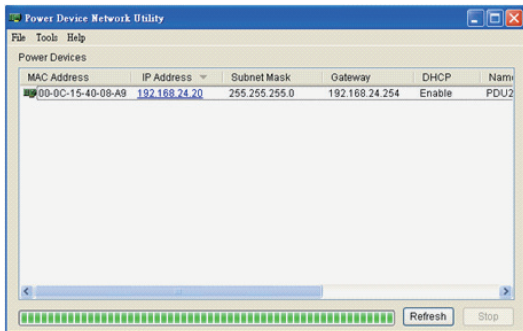 Power Device Network Utility
File Tools Help
Power Devices
MAC Address IP Address Subnet Mask Gateway DHCP Nam
00-0C-15-40-08-A9 192.168.24.20 255.255.255.0 192.168.24.254 Enable PDU2
Refresh Stop